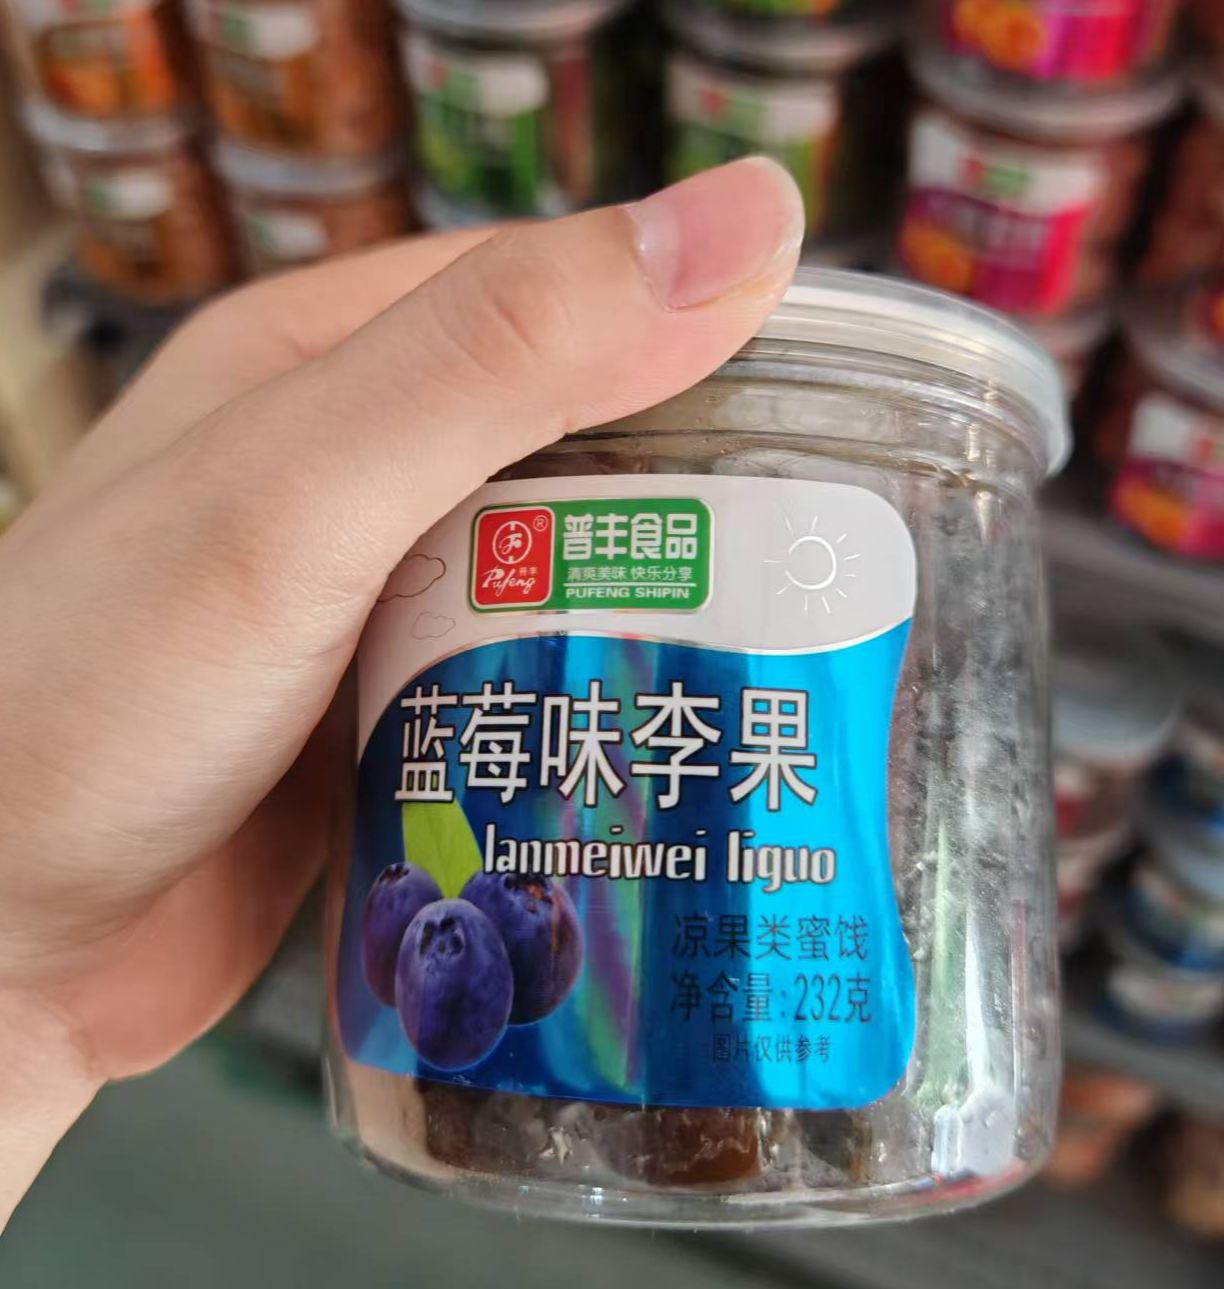 普丰食品
清爽美味 快乐分享
PUFENG SHIPIN
Pufeng 普丰
®
蓝莓味李果
lanmeiwei liguo
凉果类蜜饯
净含量:232克
图片仅供参考